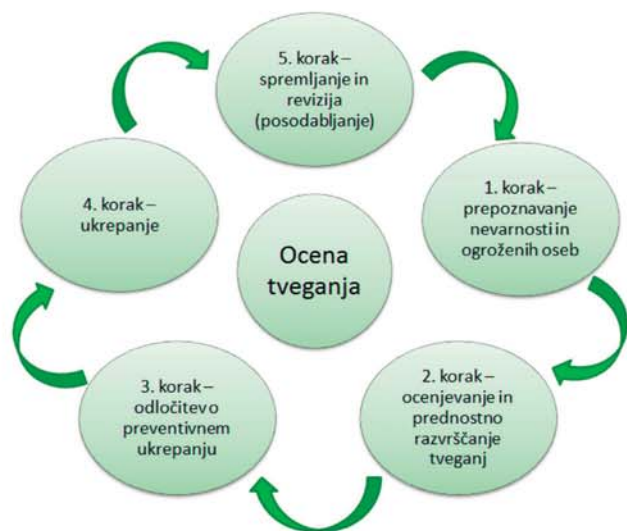 5. korak –
spremljanje in
revizija
(posodabljanje)
1. korak –
prepoznavanje
nevarnosti in
ogroženih oseb
2. korak –
ocenjevanje in
prednostno
razvrščanje
tveganj
3. korak –
odločitev o
preventivnem
ukrepanju
4. korak –
ukrepanje
Ocena
tveganja